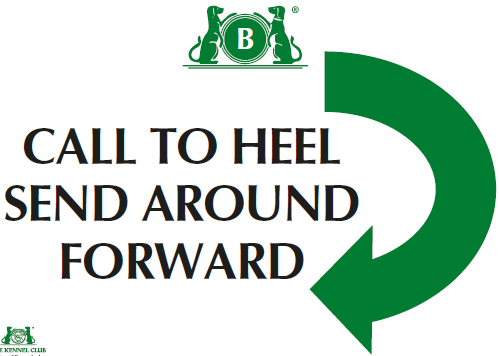 B ®
CALL TO HEEL
SEND AROUND
FORWARD
E KENNEL CLUB